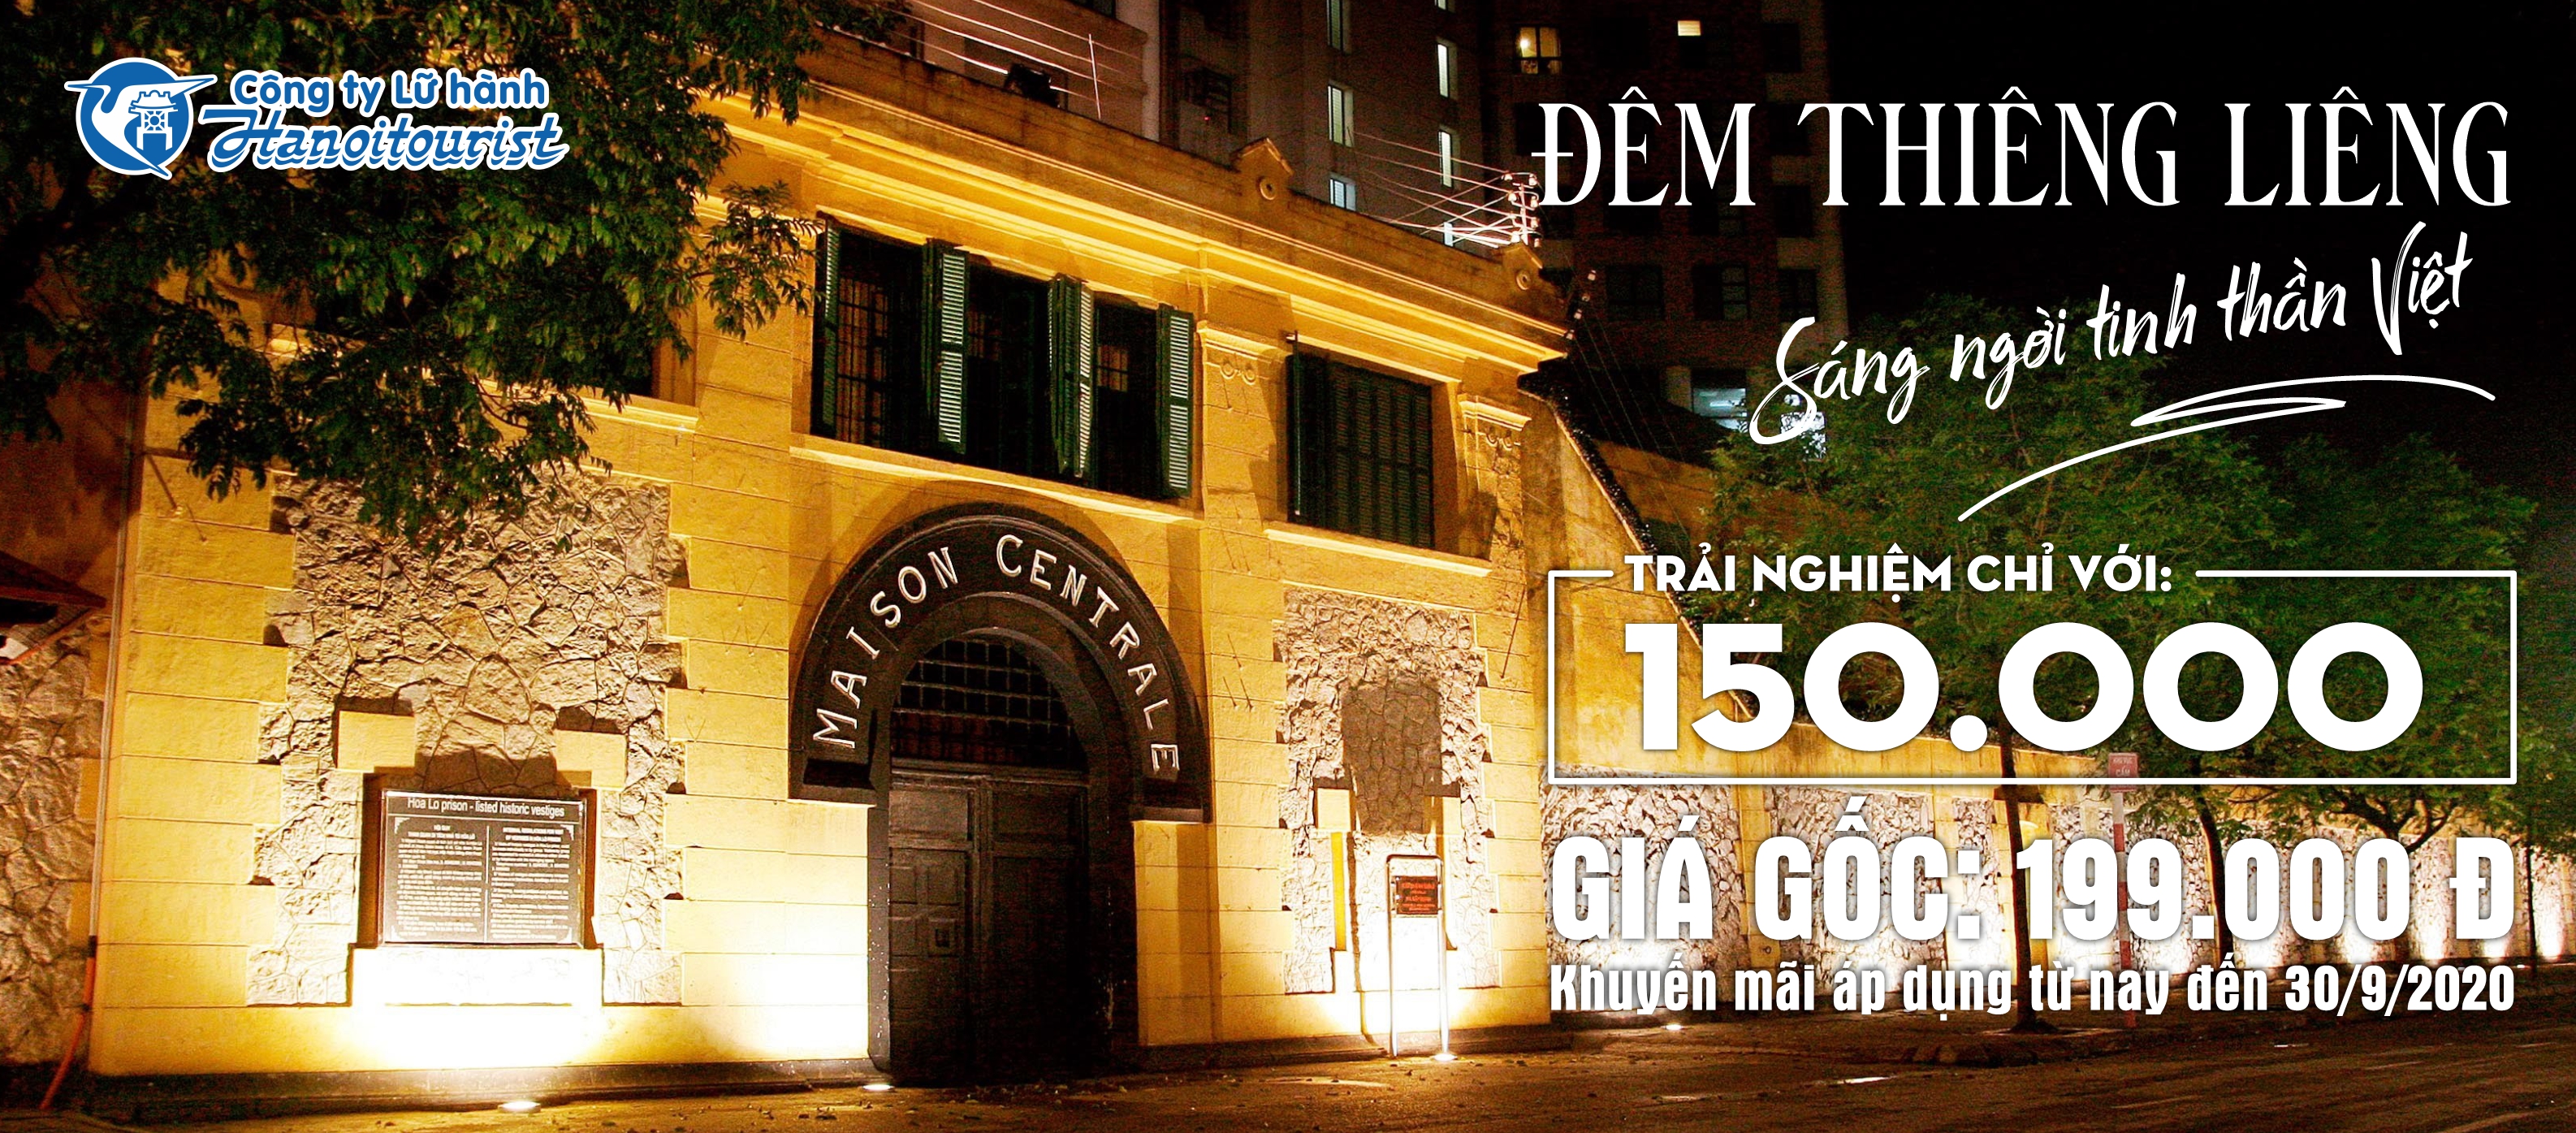 Công ty Lữ hành
Hanoitourist
ĐÊM THIÊNG LIÊNG
Sáng ngời tinh thần Việt
TRẢI NGHIỆM CHỈ VỚI:
150.000
GIÁ GỐC: 199.000 Đ
Khuyến mãi áp dụng từ nay đến 30/9/2020
MAISON CENTRALE
Hoa Lo prison - listed historic vestiges